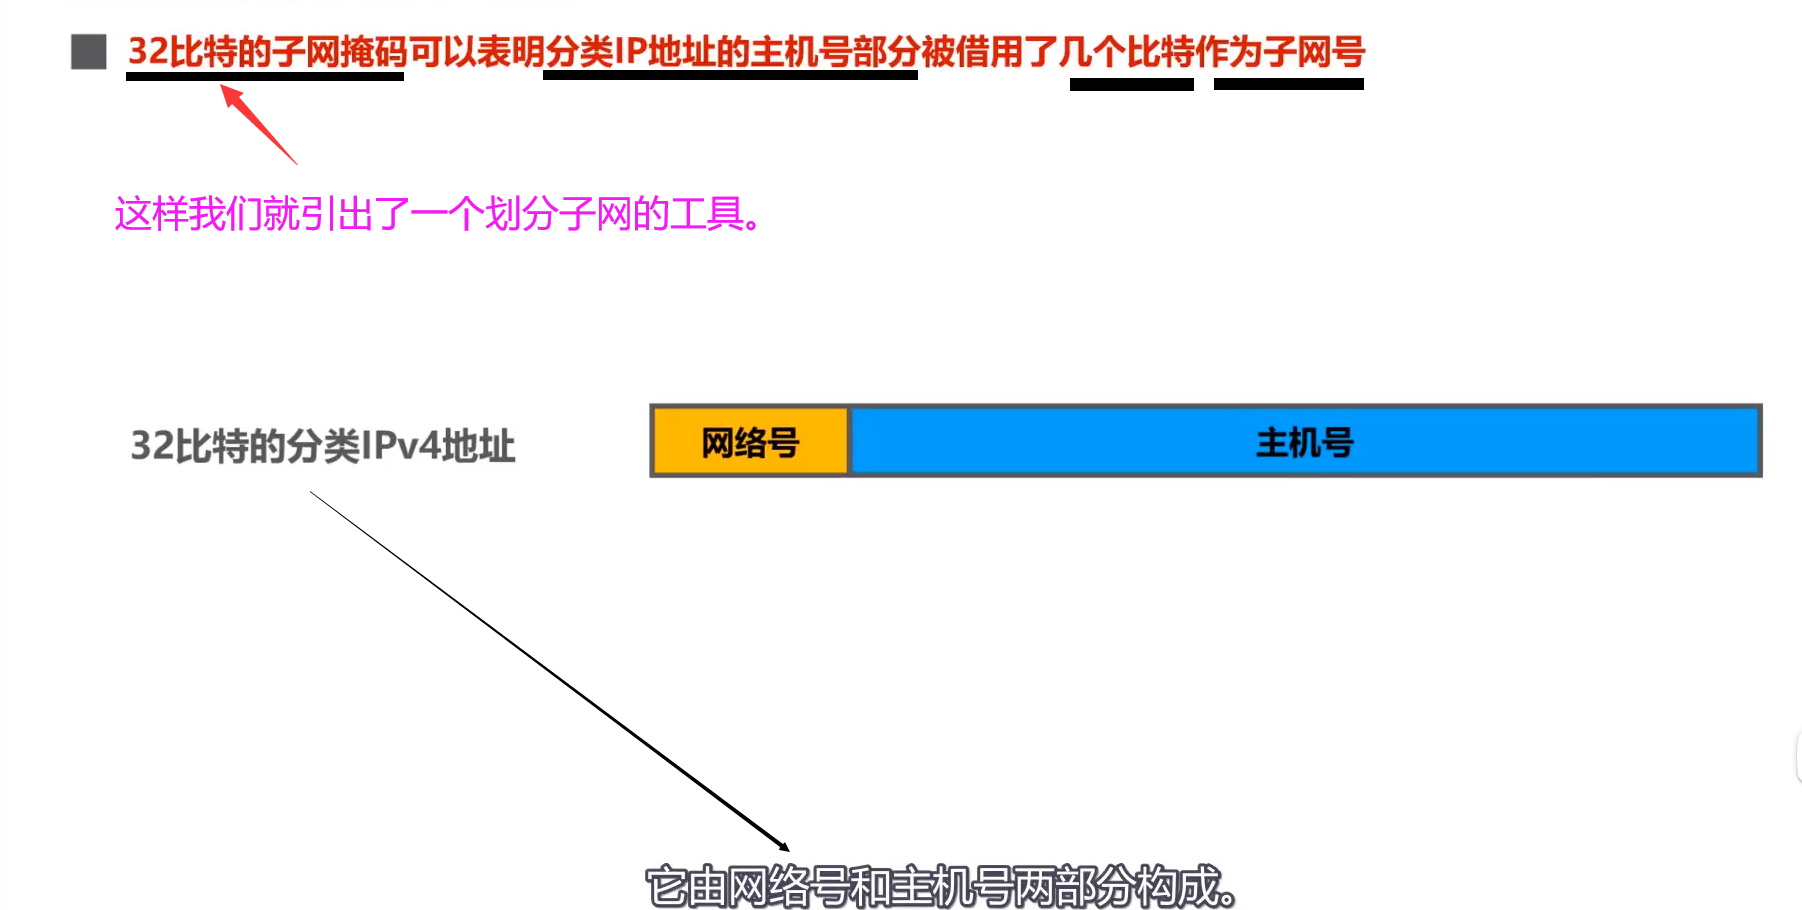 32比特的子网掩码可以表明分类IP地址的主机号部分被借用了几个比特作为子网号
这样我们就引出了一个划分子网的工具。
32比特的分类IPv4地址
网络号
主机号
它由网络号和主机号两部分构成。